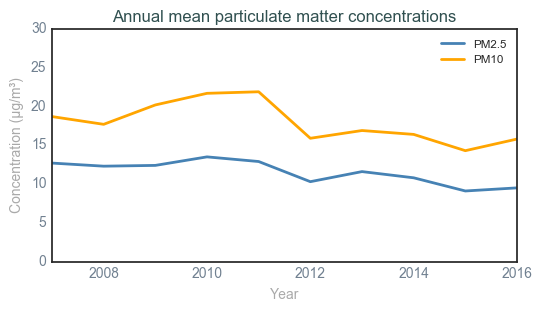 Annual mean particulate matter concentrations
30
25
20
15
10
5
0
Concentration (µg/m³)
PM2.5
PM10
2008
2010
2012
2014
2016
Year